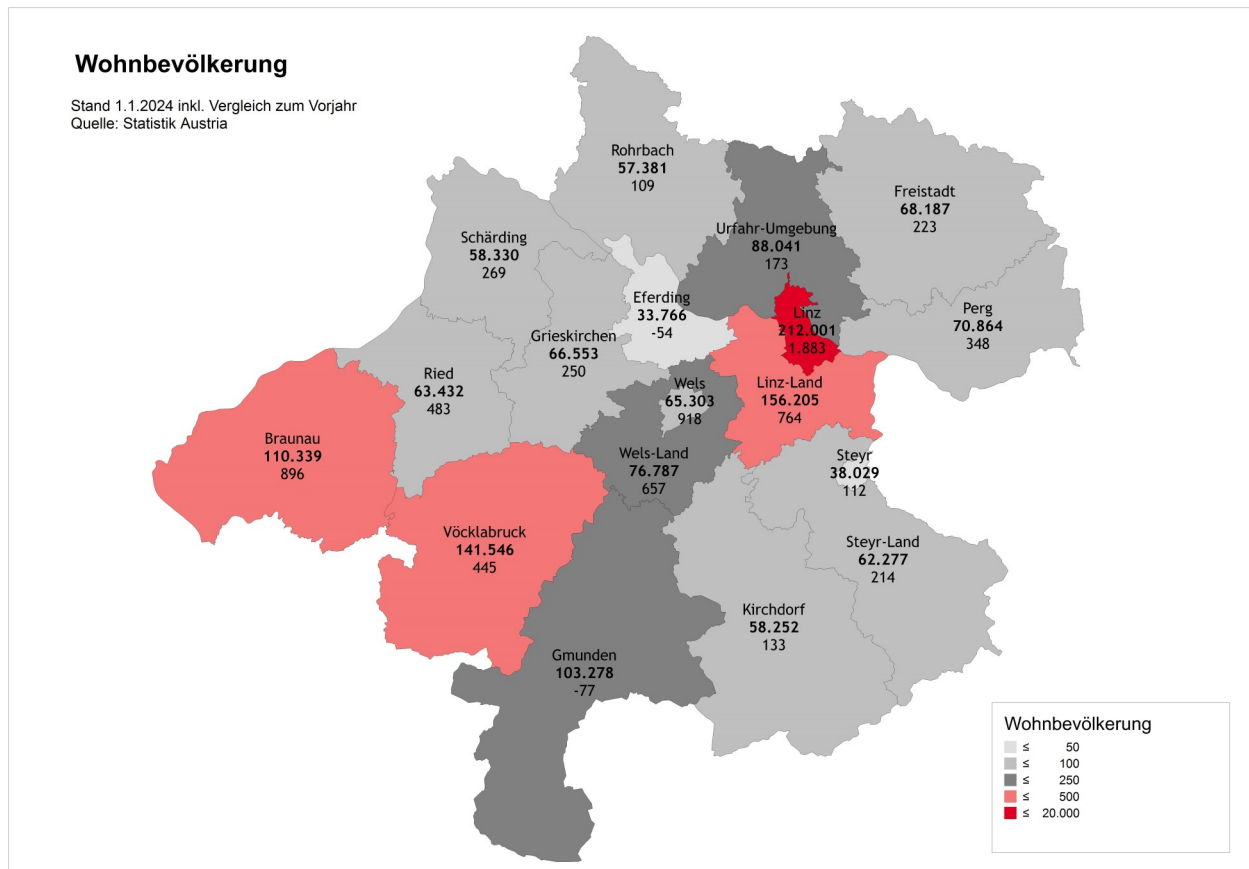 Wohnbevölkerung
Stand 1.1.2024 inkl. Vergleich zum Vorjahr
Quelle: Statistik Austria
Rohrbach
57.381
109
Freistadt
68.187
223
Urfahr-Umgebung
88.041
173
Schärding
58.330
269
Eferding
33.766
-54
Linz
212.001
1.883
Perg
70.864
348
Grieskirchen
66.553
250
Ried
63.432
483
Wels
65.303
918
Linz-Land
156.205
764
Braunau
110.339
896
Wels-Land
76.787
657
Steyr
38.029
112
Vöcklabruck
141.546
445
Steyr-Land
62.277
214
Kirchdorf
58.252
133
Gmunden
103.278
-77
Wohnbevölkerung
≤ 50
≤ 100
≤ 250
≤ 500
≤ 20.000